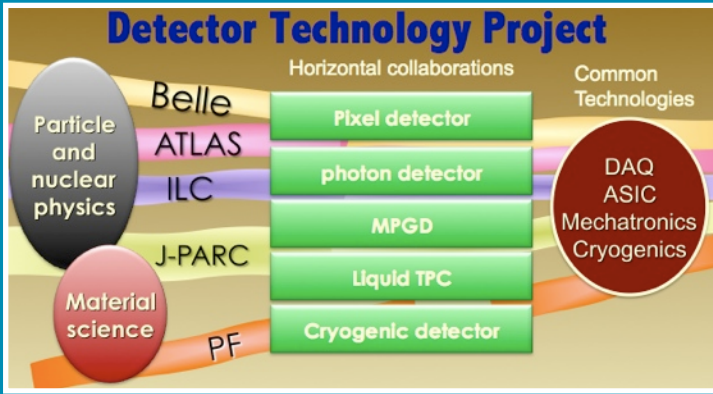 Detector Technology Project
Horizontal collaborations
Common
Technologies
Particle
and
nuclear
physics
Material
science
Belle
ATLAS
ILC
J-PARC
PF
Pixel detector
photon detector
MPGD
Liquid TPC
Cryogenic detector
DAQ
ASIC
Mechatronics
Cryogenics